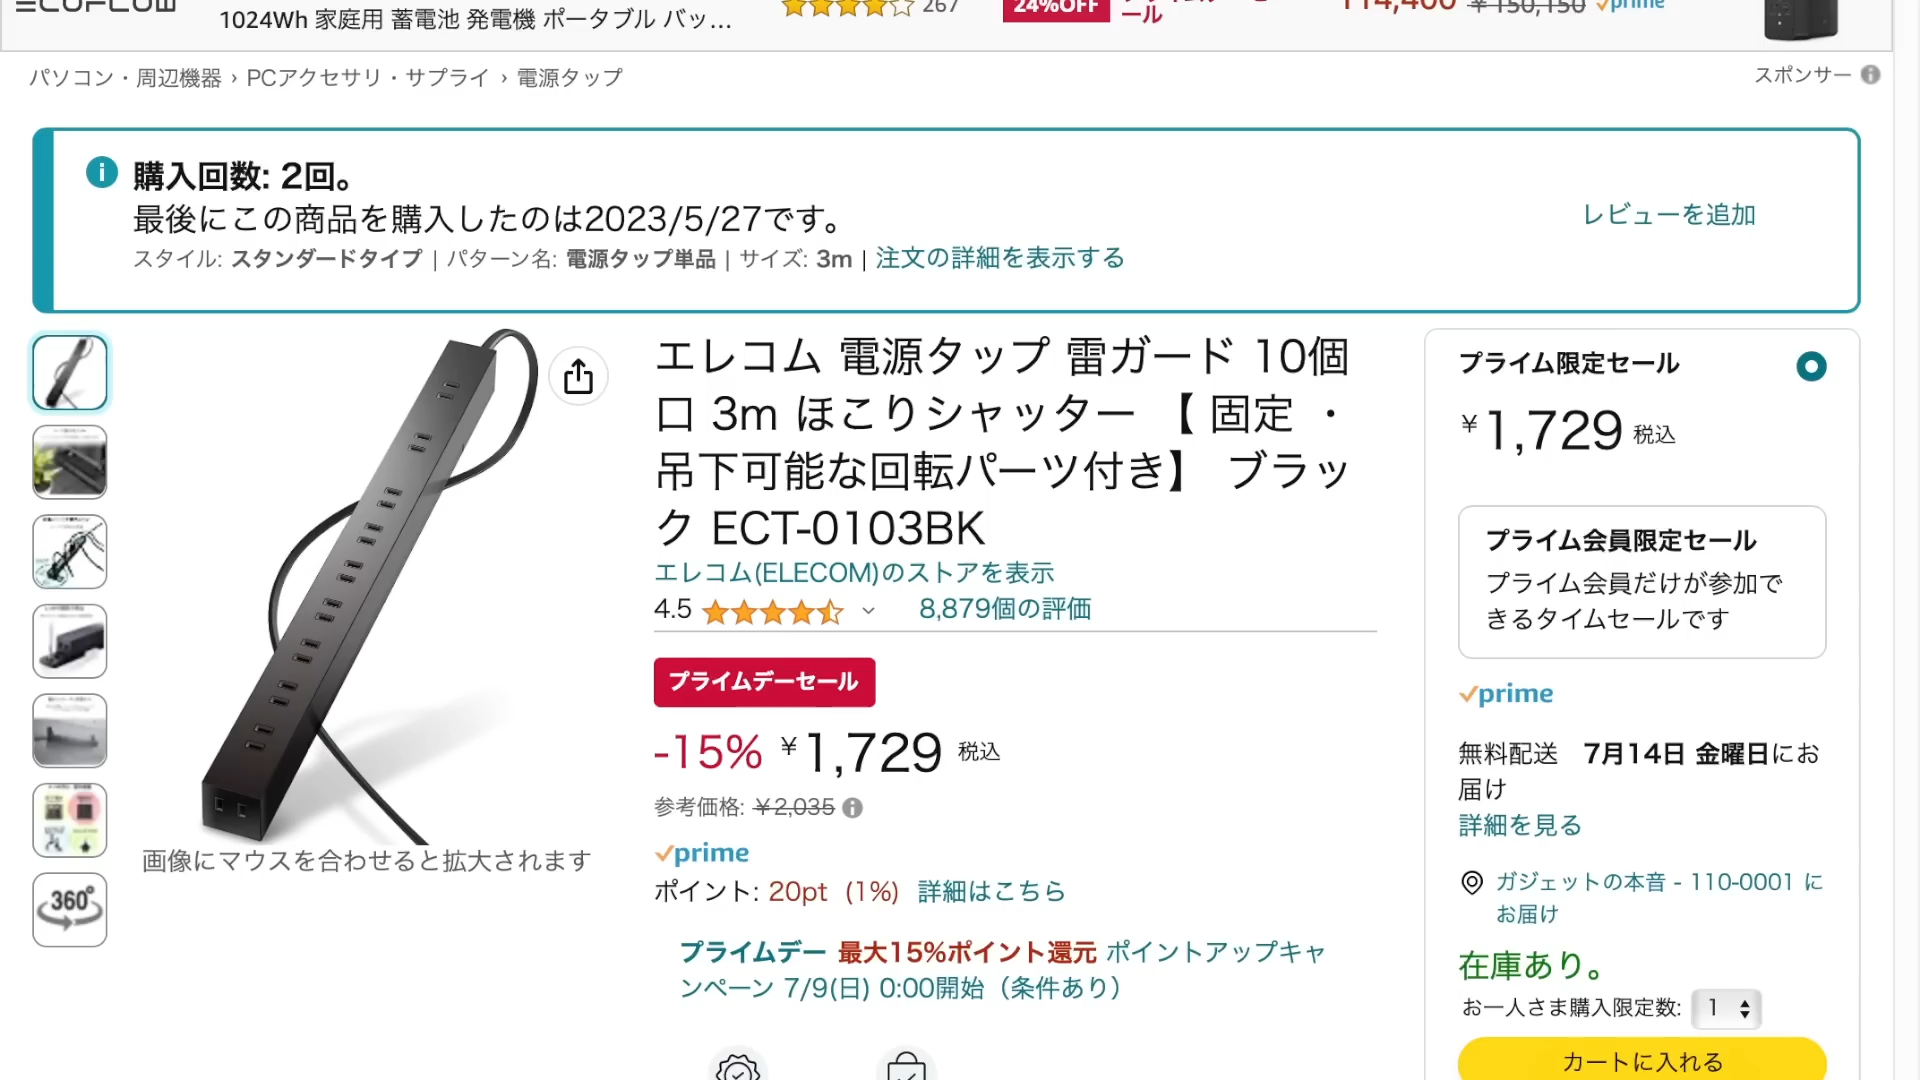 1024Wh 家庭用 蓄電池 発電機 ポータブル バッ...
267
24%OFF
ール
¥150,150
prime
パソコン・周辺機器 › PCアクセサリ・サプライ › 電源タップ
スポンサー
購入回数: 2回。
最後にこの商品を購入したのは2023/5/27です。
スタイル: スタンダードタイプ | パターン名: 電源タップ単品 | サイズ: 3m | 注文の詳細を表示する
レビューを追加
エレコム 電源タップ 雷ガード 10個
口 3m ほこりシャッター 【 固定 ・
吊下可能な回転パーツ付き】 ブラッ
ク ECT-0103BK
エレコム(ELECOM)のストアを表示
4.5
8,879個の評価
プライムデーセール
-15% ¥1,729 税込
参考価格: ¥2,035
prime
ポイント: 20pt (1%) 詳細はこちら
プライムデー 最大15%ポイント還元 ポイントアップキャ
ンペーン 7/9(日) 0:00開始（条件あり）
360°
画像にマウスを合わせると拡大されます
プライム限定セール
¥1,729 税込
プライム会員限定セール
プライム会員だけが参加で
きるタイムセールです
prime
無料配送 7月14日 金曜日にお
届け
詳細を見る
ガジェットの本音 - 110-0001 に
お届け
在庫あり。
お一人さま購入限定数: 1
カートに入れる